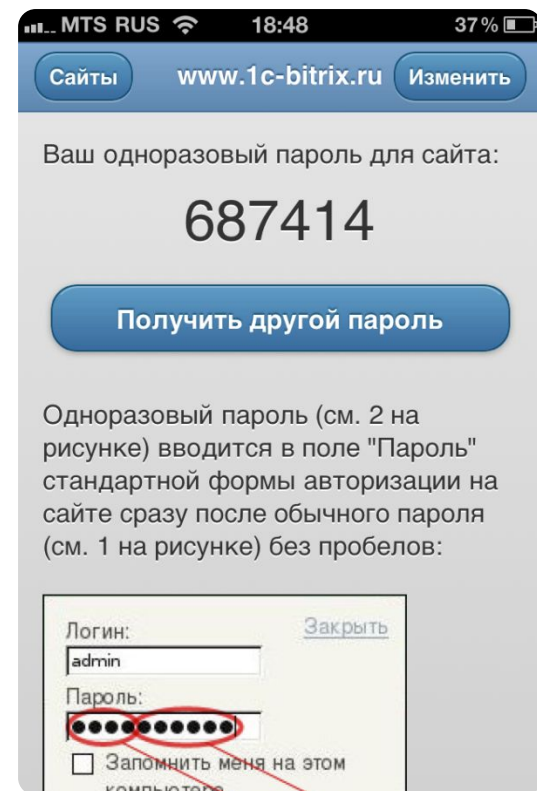 MTS RUS 18:48 37%
Сайты www.1c-bitrix.ru Изменить
Ваш одноразовый пароль для сайта:
687414
Получить другой пароль
Одноразовый пароль (см. 2 на
рисунке) вводится в поле "Пароль"
стандартной формы авторизации на
сайте сразу после обычного пароля
(см. 1 на рисунке) без пробелов:
Логин: Закрыть
admin
Пароль:
Запомнить меня на этом
компьютере